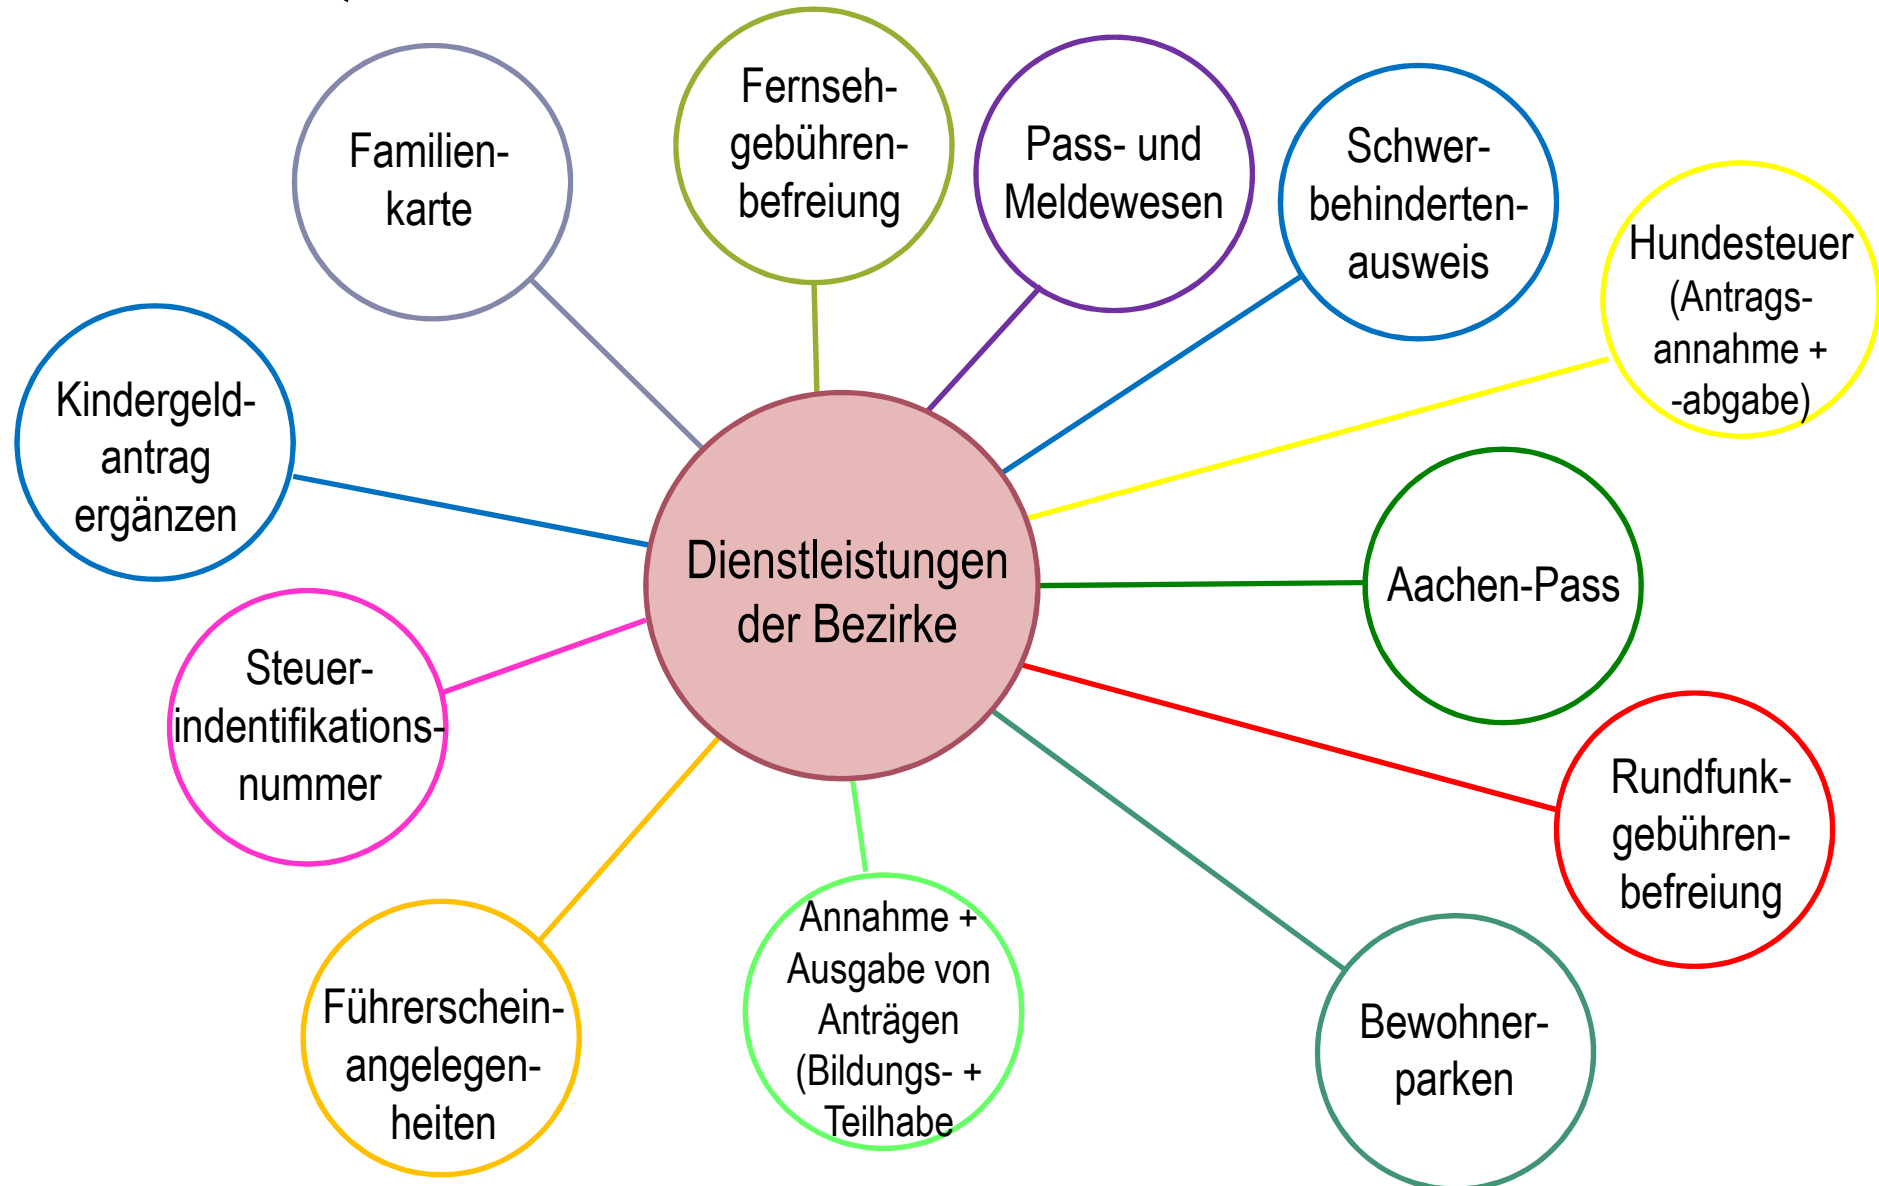 Familien-
karte
Fernseh-
gebühren-
befreiung
Pass- und
Meldewesen
Schwer-
behinderten-
ausweis
Hundesteuer
(Antrags-
annahme +
-abgabe)
Kindergeld-
antrag
ergänzen
Dienstleistungen
der Bezirke
Aachen-Pass
Steuer-
indentifikations-
nummer
Rundfunk-
gebühren-
befreiung
Führerschein-
angelegen-
heiten
Annahme +
Ausgabe von
Anträgen
(Bildungs- +
Teilhabe
Bewohner-
parken